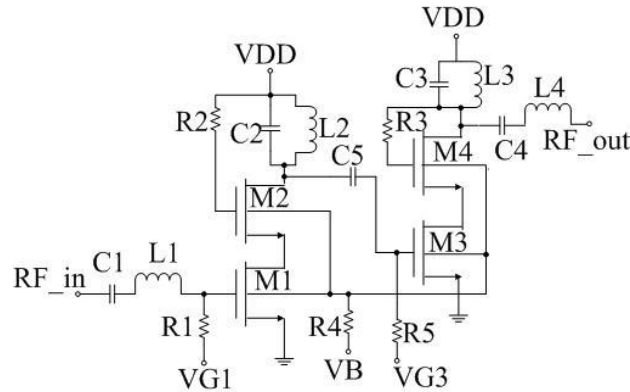 VDD
VDD
C3
L3
L4
R2
C2
L2
R3
C4
RF_out
C5
M4
M2
M3
RF_in
C1
L1
M1
R1
R4
R5
VG1
VB
VG3